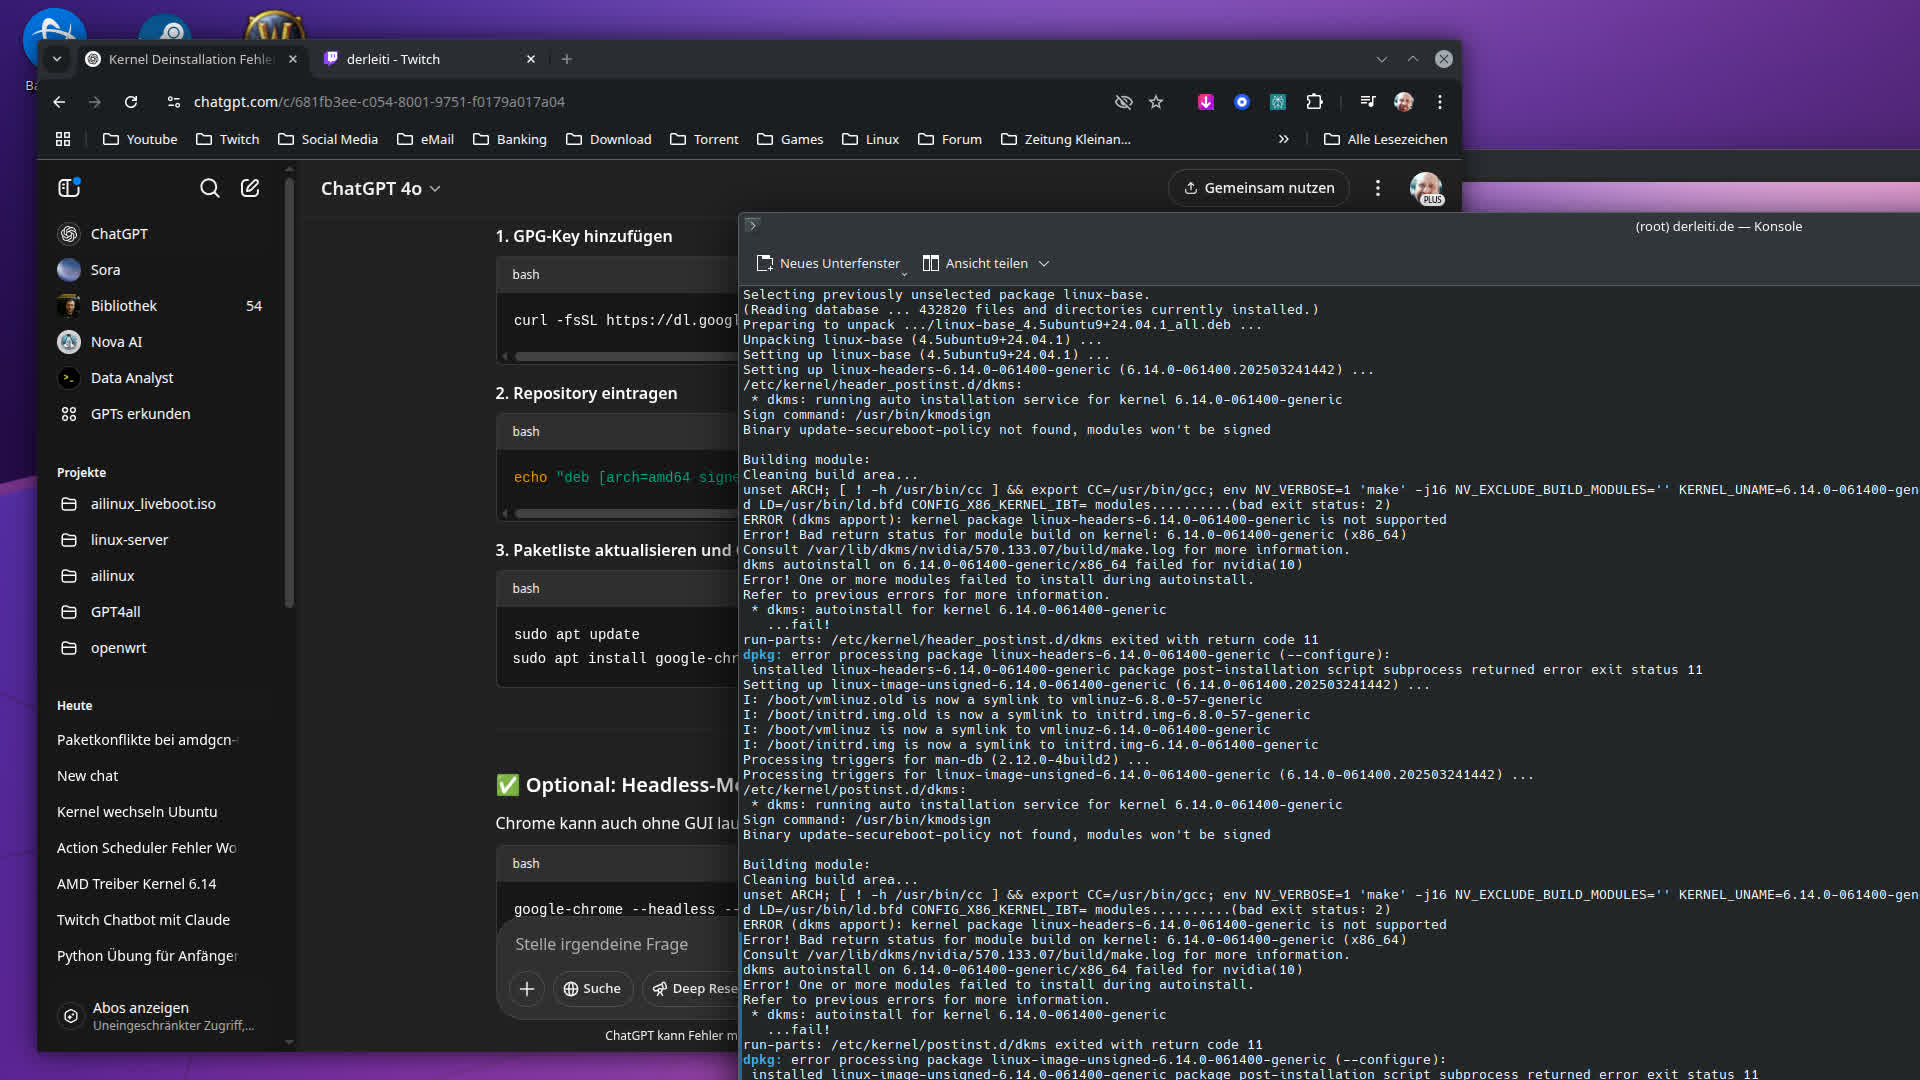 Kernel Deinstallation Fehle
derleiti - Twitch
chatgpt.com/c/681fb3ee-c054-8001-9751-f0179a017a04
Youtube
Twitch
Social Media
eMail
Banking
Download
Torrent
Games
Linux
Forum
Zeitung Kleinan...
Alle Lesezeichen
ChatGPT
Sora
Bibliothek 54
Nova AI
Data Analyst
GPTs erkunden
Projekte
ailinux_liveboot.iso
linux-server
ailinux
GPT4all
openwrt
Heute
Paketkonflikte bei amdgcn-
New chat
Kernel wechseln Ubuntu
Action Scheduler Fehler Wo
AMD Treiber Kernel 6.14
Twitch Chatbot mit Claude
Python Übung für Anfänger
Abos anzeigen
Uneingeschränkter Zugriff,...
ChatGPT 4o
Gemeinsam nutzen
PLUS
1. GPG-Key hinzufügen
bash
curl -fsSL https://dl.googl
2. Repository eintragen
bash
echo "deb [arch=amd64 signe
3. Paketliste aktualisieren und
bash
sudo apt update
sudo apt install google-chr
✅ Optional: Headless-Mo
Chrome kann auch ohne GUI lau
bash
google-chrome --headless --
Stelle irgendeine Frage
Suche
Deep Rese
ChatGPT kann Fehler m
(root) derleiti.de — Konsole
Neues Unterfenster
Ansicht teilen
Selecting previously unselected package linux-base.
(Reading database ... 432820 files and directories currently installed.)
Preparing to unpack .../linux-base_4.5ubuntu9+24.04.1_all.deb ...
Unpacking linux-base (4.5ubuntu9+24.04.1) ...
Setting up linux-base (4.5ubuntu9+24.04.1) ...
Setting up linux-headers-6.14.0-061400-generic (6.14.0-061400.202503241442) ...
/etc/kernel/header_postinst.d/dkms:
* dkms: running auto installation service for kernel 6.14.0-061400-generic
Sign command: /usr/bin/kmodsign
Binary update-secureboot-policy not found, modules won't be signed
Building module:
Cleaning build area...
unset ARCH; [ ! -h /usr/bin/cc ] && export CC=/usr/bin/gcc; env NV_VERBOSE=1 'make' -j16 NV_EXCLUDE_BUILD_MODULES='' KERNEL_UNAME=6.14.0-061400-gen
d LD=/usr/bin/ld.bfd CONFIG_X86_KERNEL_IBT= modules..........(bad exit status: 2)
ERROR (dkms apport): kernel package linux-headers-6.14.0-061400-generic is not supported
Error! Bad return status for module build on kernel: 6.14.0-061400-generic (x86_64)
Consult /var/lib/dkms/nvidia/570.133.07/build/make.log for more information.
dkms autoinstall on 6.14.0-061400-generic/x86_64 failed for nvidia(10)
Error! One or more modules failed to install during autoinstall.
Refer to previous errors for more information.
* dkms: autoinstall for kernel 6.14.0-061400-generic
...fail!
run-parts: /etc/kernel/header_postinst.d/dkms exited with return code 11
dpkg: error processing package linux-headers-6.14.0-061400-generic (--configure):
installed linux-headers-6.14.0-061400-generic package post-installation script subprocess returned error exit status 11
Setting up linux-image-unsigned-6.14.0-061400-generic (6.14.0-061400.202503241442) ...
I: /boot/vmlinuz.old is now a symlink to vmlinuz-6.8.0-57-generic
I: /boot/initrd.img.old is now a symlink to initrd.img-6.8.0-57-generic
I: /boot/vmlinuz is now a symlink to vmlinuz-6.14.0-061400-generic
I: /boot/initrd.img is now a symlink to initrd.img-6.14.0-061400-generic
Processing triggers for man-db (2.12.0-4build2) ...
Processing triggers for linux-image-unsigned-6.14.0-061400-generic (6.14.0-061400.202503241442) ...
/etc/kernel/postinst.d/dkms:
* dkms: running auto installation service for kernel 6.14.0-061400-generic
Sign command: /usr/bin/kmodsign
Binary update-secureboot-policy not found, modules won't be signed
Building module:
Cleaning build area...
unset ARCH; [ ! -h /usr/bin/cc ] && export CC=/usr/bin/gcc; env NV_VERBOSE=1 'make' -j16 NV_EXCLUDE_BUILD_MODULES='' KERNEL_UNAME=6.14.0-061400-gen
d LD=/usr/bin/ld.bfd CONFIG_X86_KERNEL_IBT= modules..........(bad exit status: 2)
ERROR (dkms apport): kernel package linux-headers-6.14.0-061400-generic is not supported
Error! Bad return status for module build on kernel: 6.14.0-061400-generic (x86_64)
Consult /var/lib/dkms/nvidia/570.133.07/build/make.log for more information.
dkms autoinstall on 6.14.0-061400-generic/x86_64 failed for nvidia(10)
Error! One or more modules failed to install during autoinstall.
Refer to previous errors for more information.
* dkms: autoinstall for kernel 6.14.0-061400-generic
...fail!
run-parts: /etc/kernel/postinst.d/dkms exited with return code 11
dpkg: error processing package linux-image-unsigned-6.14.0-061400-generic (--configure):
installed linux-image-unsigned-6.14.0-061400-generic package post-installation script subprocess returned error exit status 11